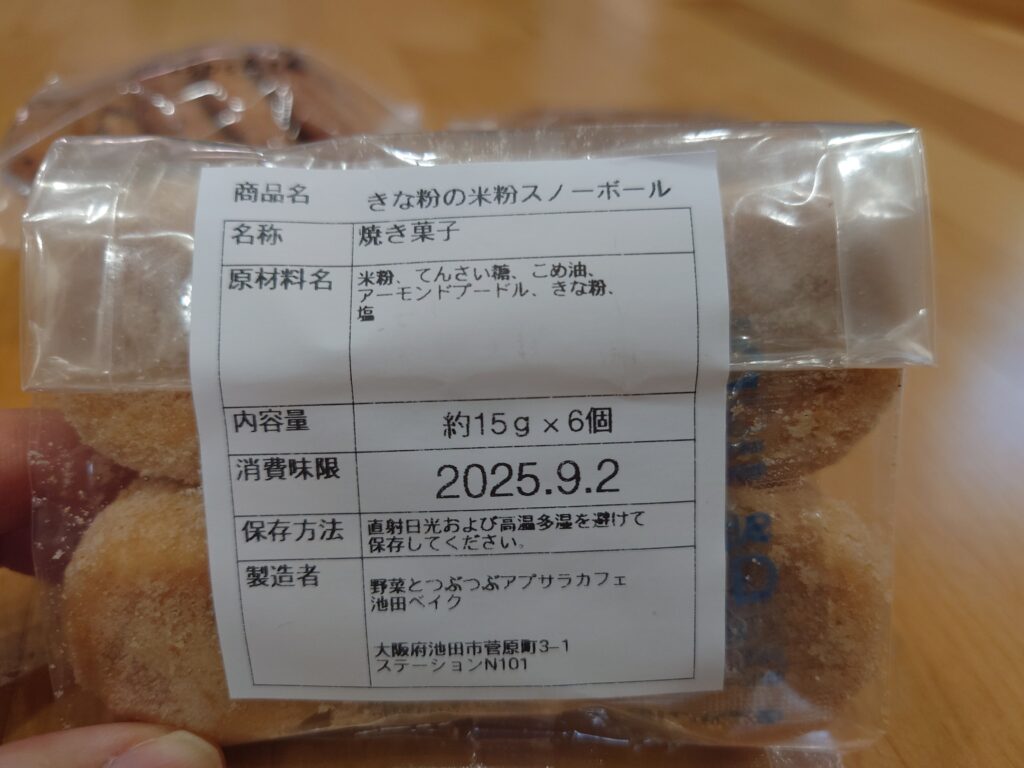 商品名 きな粉の米粉スノーボール
名称 焼き菓子
原材料名 米粉、てんさい糖、こめ油、
アーモンドプードル、きな粉、
塩
内容量 約15g×6個
消費味限 2025.9.2
保存方法 直射日光および高温多湿を避けて
保存してください。
製造者 野菜とつぶつぶアプサラカフェ
池田ベイク
大阪府池田市菅原町3-1
ステーションN101